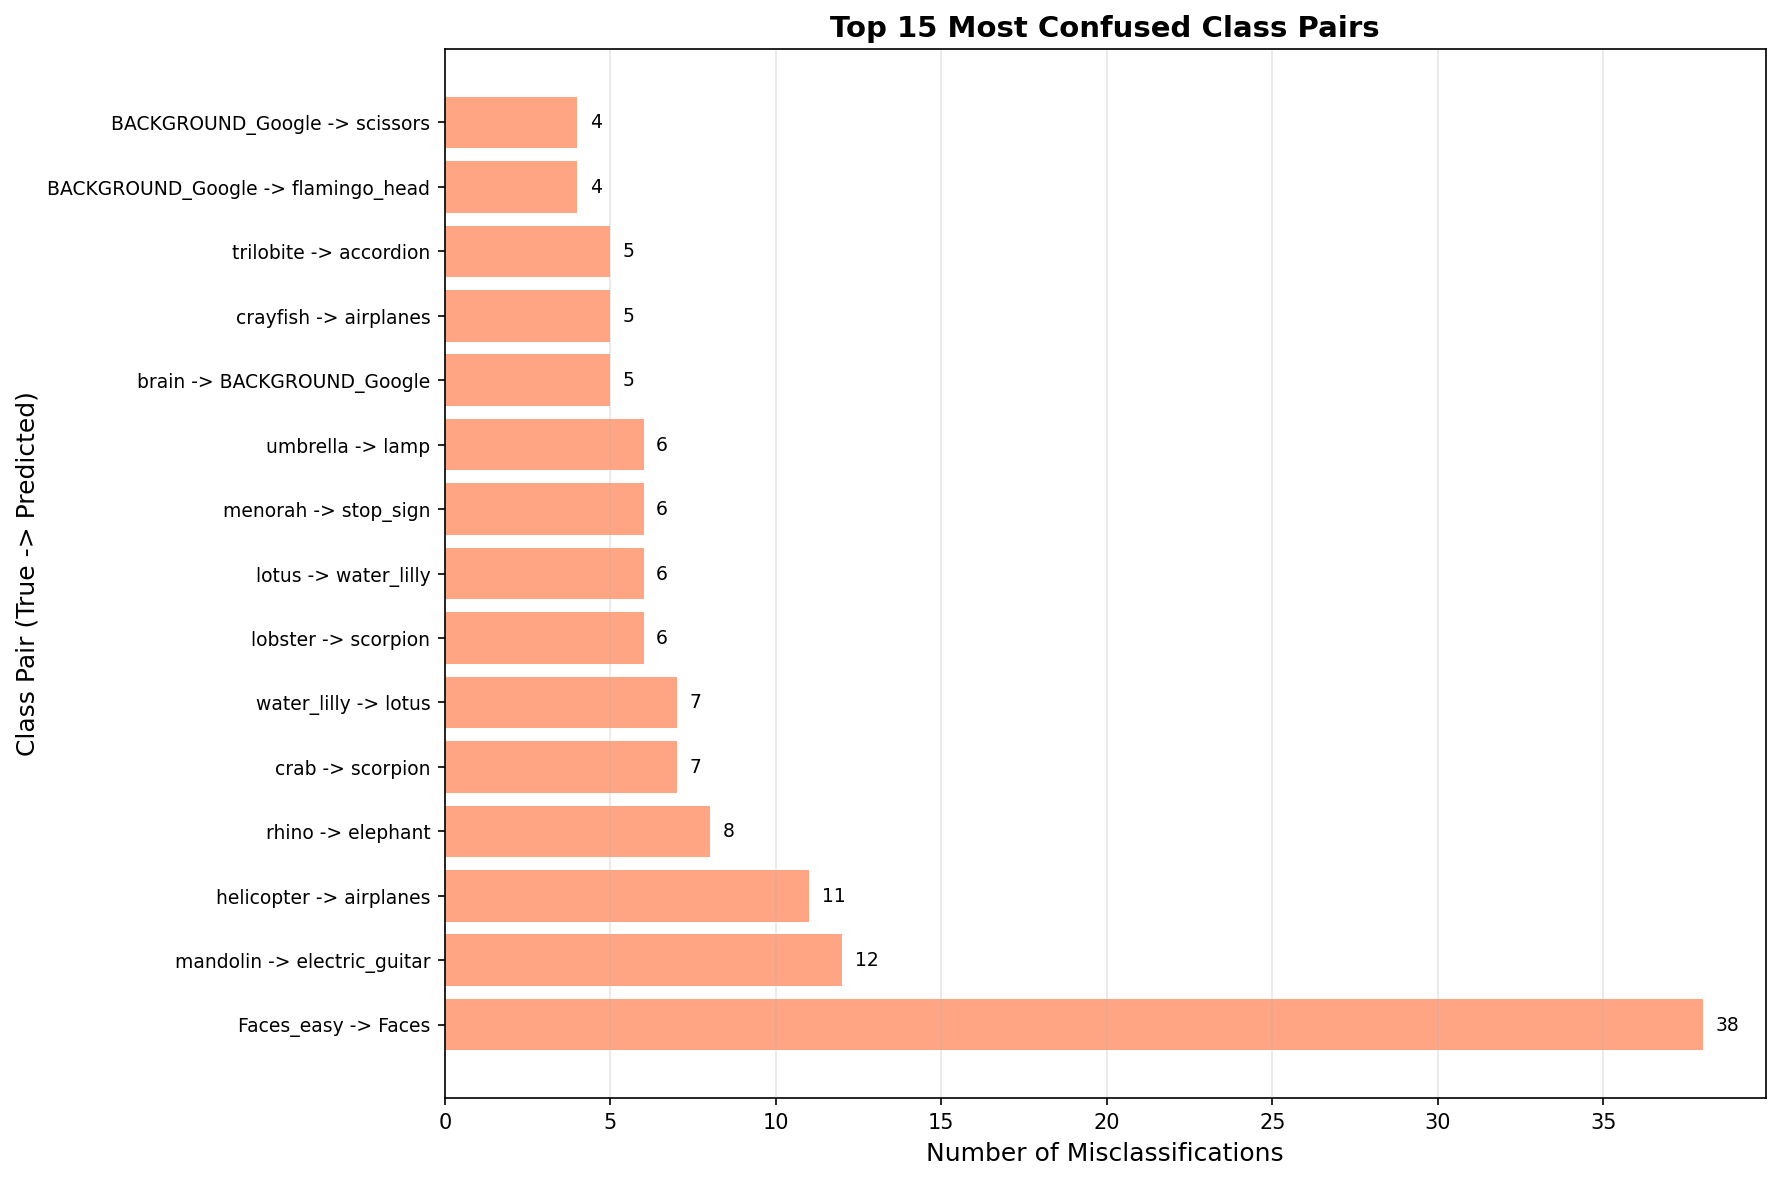 Top 15 Most Confused Class Pairs
Class Pair (True -> Predicted)
BACKGROUND_Google -> scissors 4
BACKGROUND_Google -> flamingo_head 4
trilobite -> accordion 5
crayfish -> airplanes 5
brain -> BACKGROUND_Google 5
umbrella -> lamp 6
menorah -> stop_sign 6
lotus -> water_lilly 6
lobster -> scorpion 6
water_lilly -> lotus 7
crab -> scorpion 7
rhino -> elephant 8
helicopter -> airplanes 11
mandolin -> electric_guitar 12
Faces_easy -> Faces 38
0 5 10 15 20 25 30 35
Number of Misclassifications